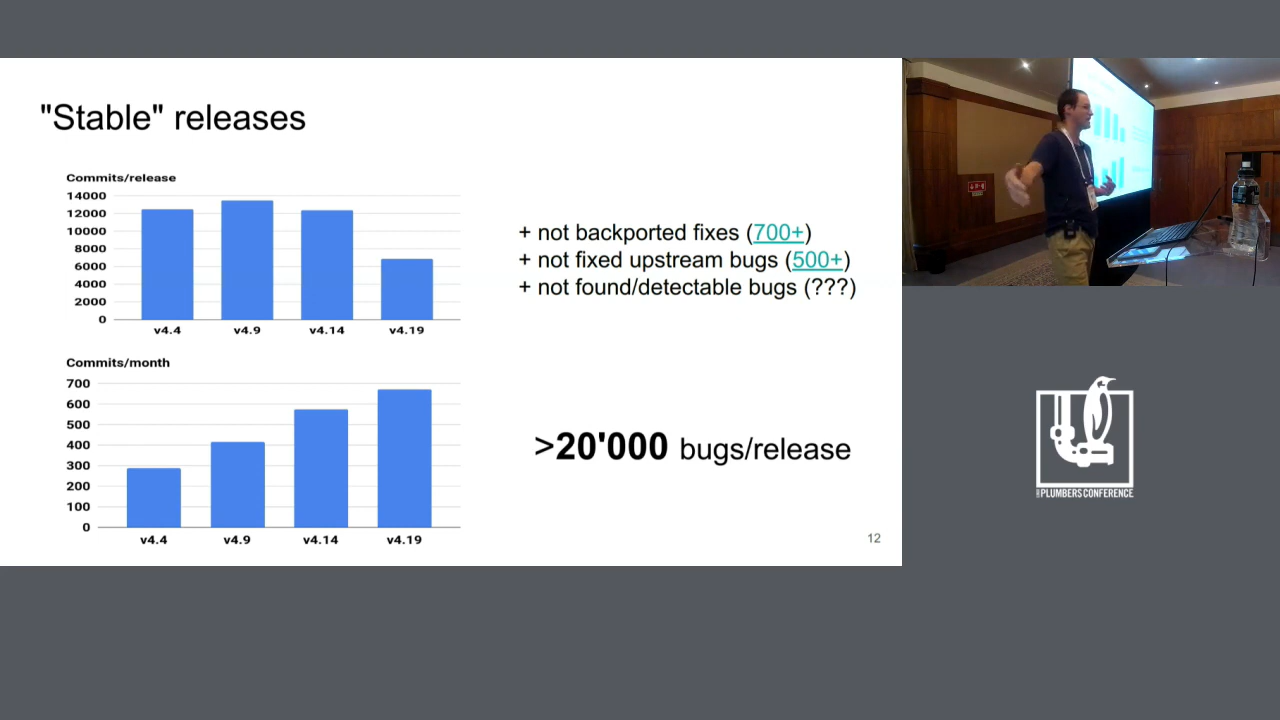 "Stable" releases
Commits/release
14000
12000
10000
8000
6000
4000
2000
0
v4.4 v4.9 v4.14 v4.19
Commits/month
700
600
500
400
300
200
100
0
v4.4 v4.9 v4.14 v4.19
+ not backported fixes (700+)
+ not fixed upstream bugs (500+)
+ not found/detectable bugs (???)
>20'000 bugs/release
12
PLUMBERS CONFERENCE